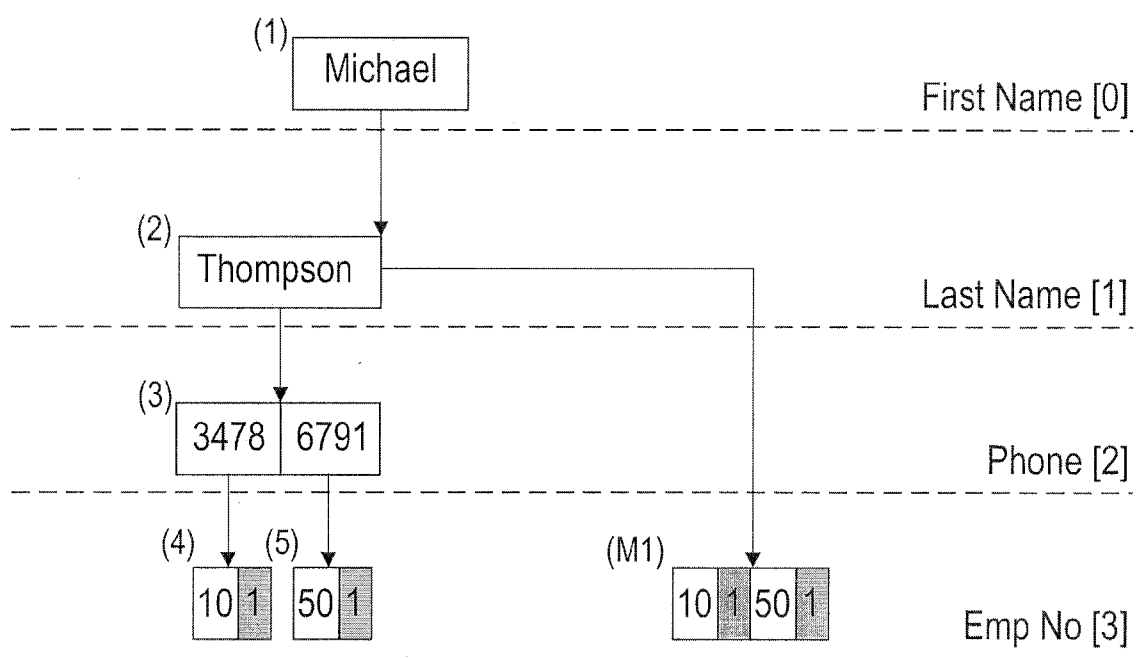 (1)
Michael
First Name [0]
(2)
Thompson
Last Name [1]
(3)
3478 6791
Phone [2]
(4) (5) (M1)
10 1 50 1 10 1 50 1
Emp No [3]